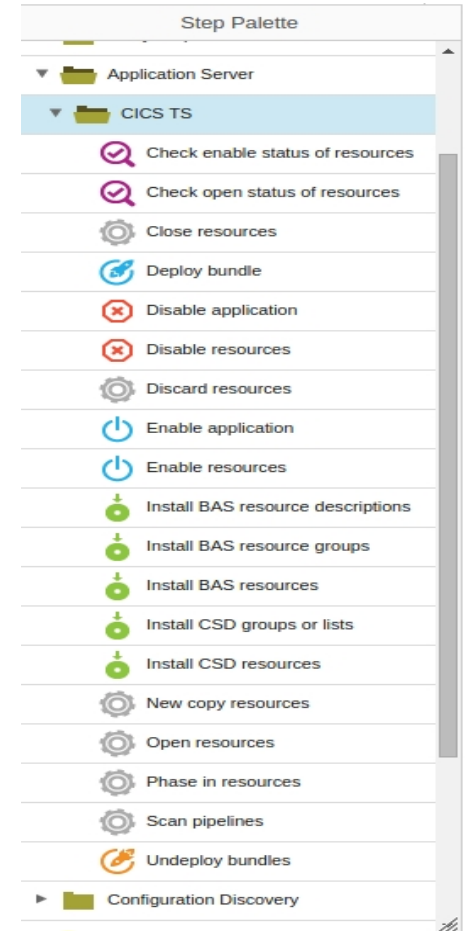 Step Palette
Application Server
CICS TS
Check enable status of resources
Check open status of resources
Close resources
Deploy bundle
Disable application
Disable resources
Discard resources
Enable application
Enable resources
Install BAS resource descriptions
Install BAS resource groups
Install BAS resources
Install CSD groups or lists
Install CSD resources
New copy resources
Open resources
Phase in resources
Scan pipelines
Undeploy bundles
Configuration Discovery